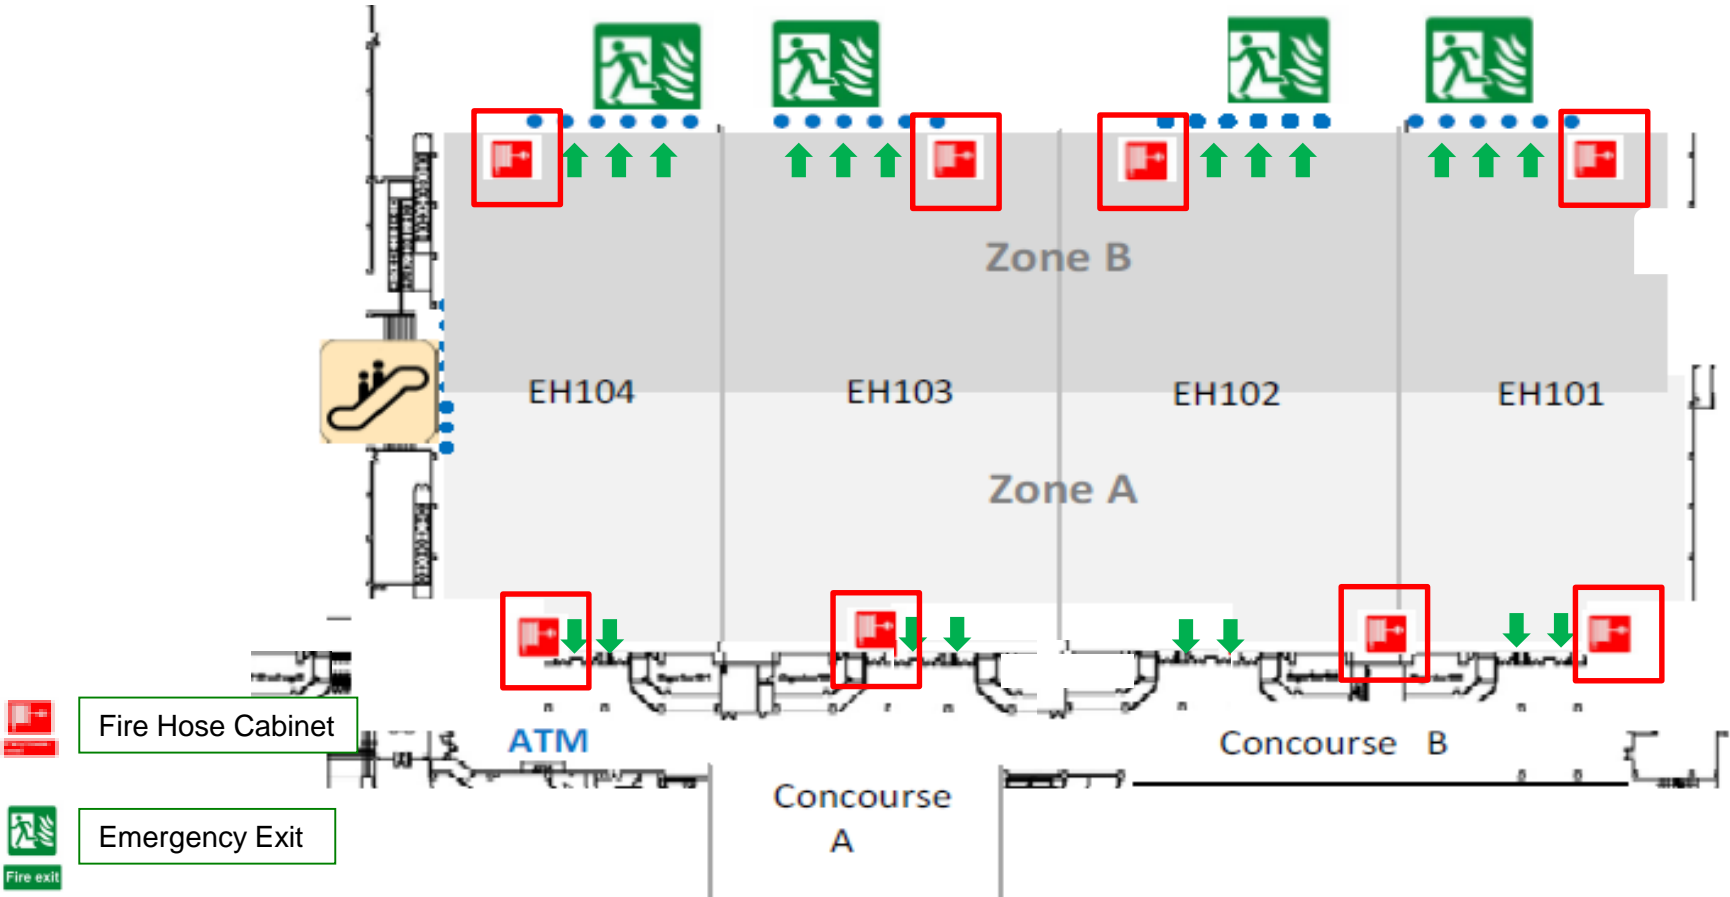 Zone B
EH104
EH103
EH102
EH101
Zone A
Fire Hose Cabinet
ATM
Concourse B
Concourse
A
Emergency Exit
Fire exit